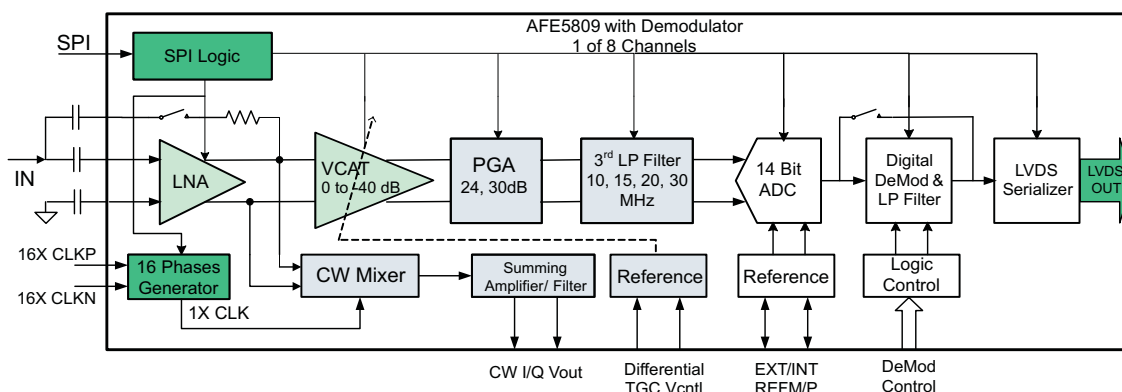 AFE5809 with Demodulator
1 of 8 Channels
SPI
SPI Logic
IN
LNA
VCAT
0 to -40 dB
PGA
24, 30dB
3rd LP Filter
10, 15, 20, 30
MHz
14 Bit
ADC
Digital
DeMod &
LP Filter
LVDS
Serializer
LVDS
OUT
16X CLKP
16X CLKN
16 Phases
Generator
1X CLK
CW Mixer
Summing
Amplifier/ Filter
Reference
Reference
Logic
Control
CW I/Q Vout
Differential
TGC Vcntl
EXT/INT
REFM/P
DeMod
Control